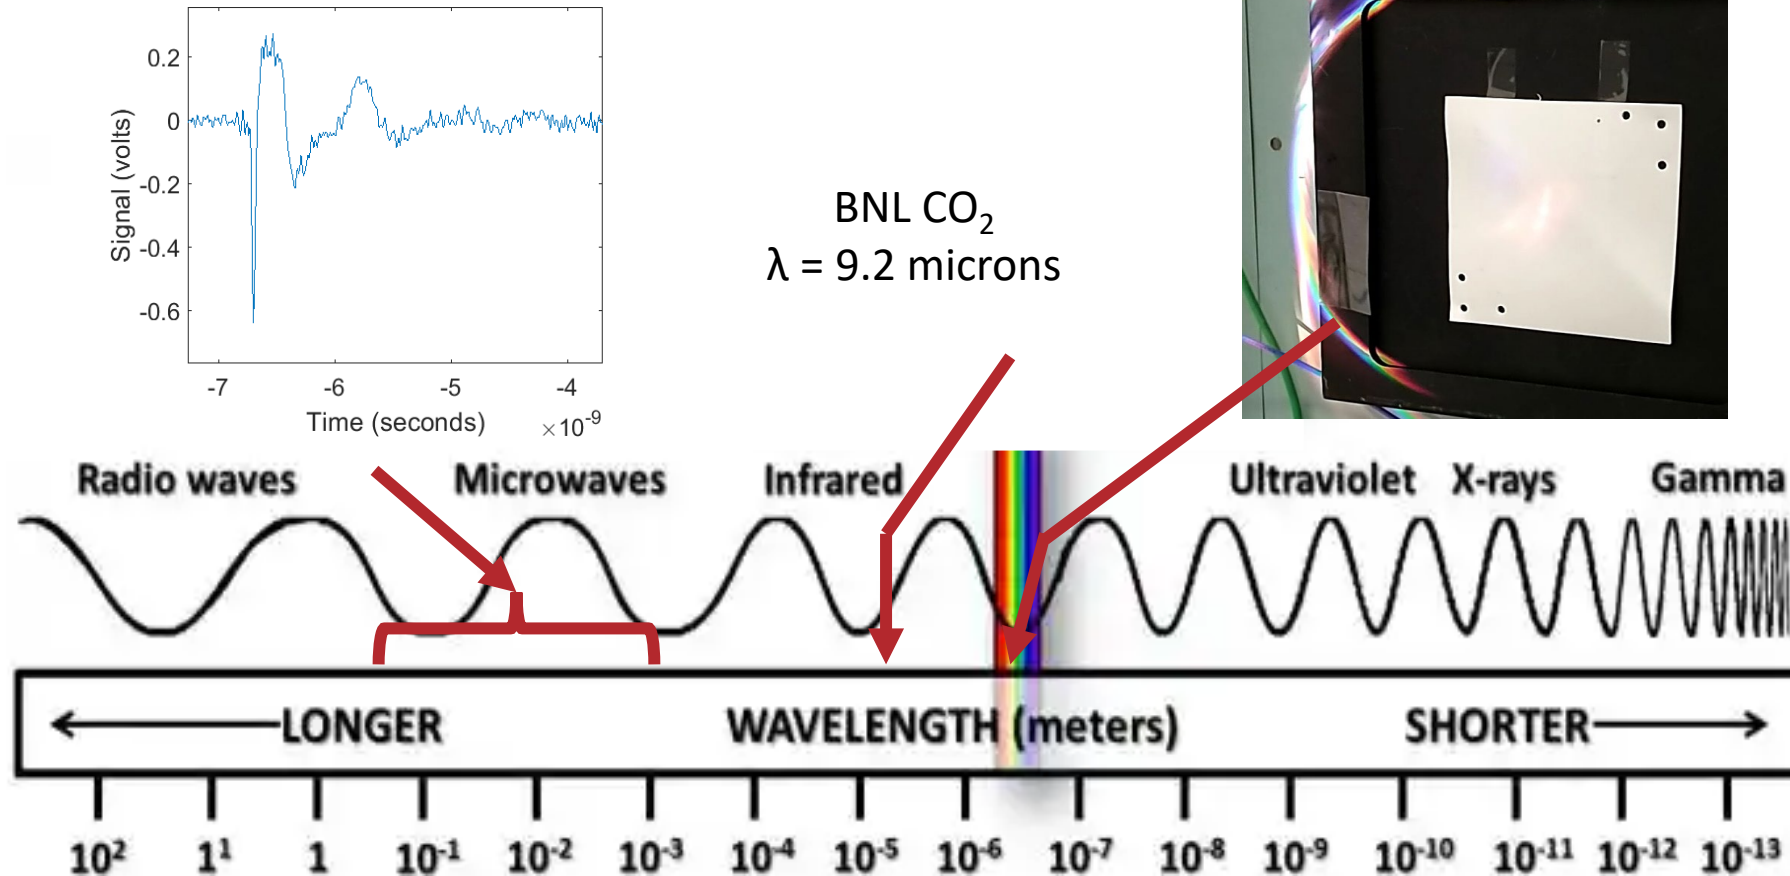 0.2
0
-0.2
-0.4
-0.6
Signal (volts)
-7 -6 -5 -4
Time (seconds) ×10⁻⁹
BNL CO₂
λ = 9.2 microns
Radio waves Microwaves Infrared Ultraviolet X-rays Gamma
LONGER WAVELENGTH (meters) SHORTER
10² 1¹ 1 10⁻¹ 10⁻² 10⁻³ 10⁻⁴ 10⁻⁵ 10⁻⁶ 10⁻⁷ 10⁻⁸ 10⁻⁹ 10⁻¹⁰ 10⁻¹¹ 10⁻¹² 10⁻¹³